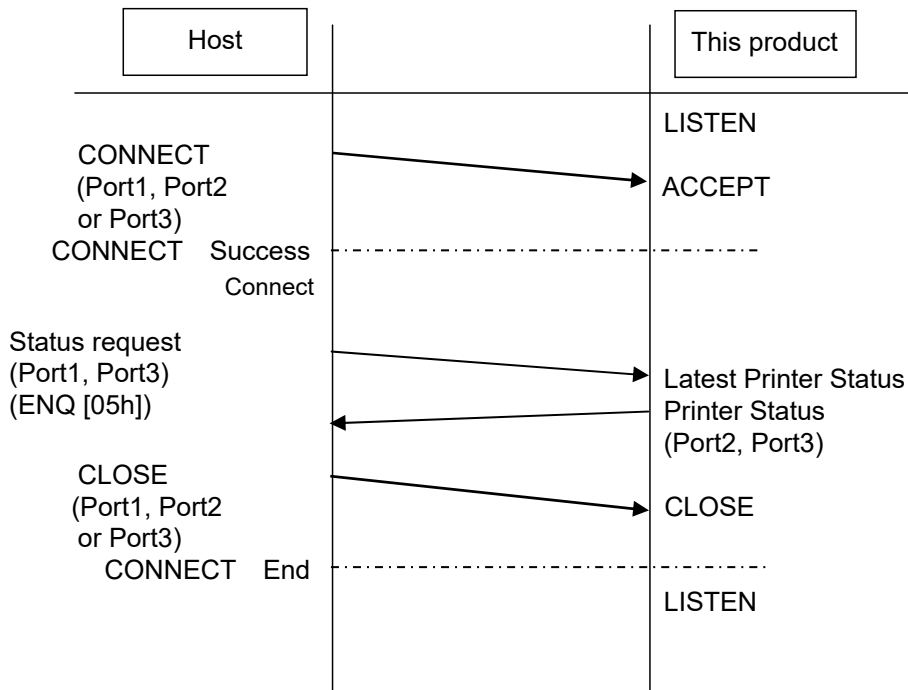 Host
This product
LISTEN
CONNECT
(Port1, Port2
or Port3)
ACCEPT
CONNECT Success
Connect
Status request
(Port1, Port3)
(ENQ [05h])
Latest Printer Status
Printer Status
(Port2, Port3)
CLOSE
(Port1, Port2
or Port3)
CLOSE
CONNECT End
LISTEN